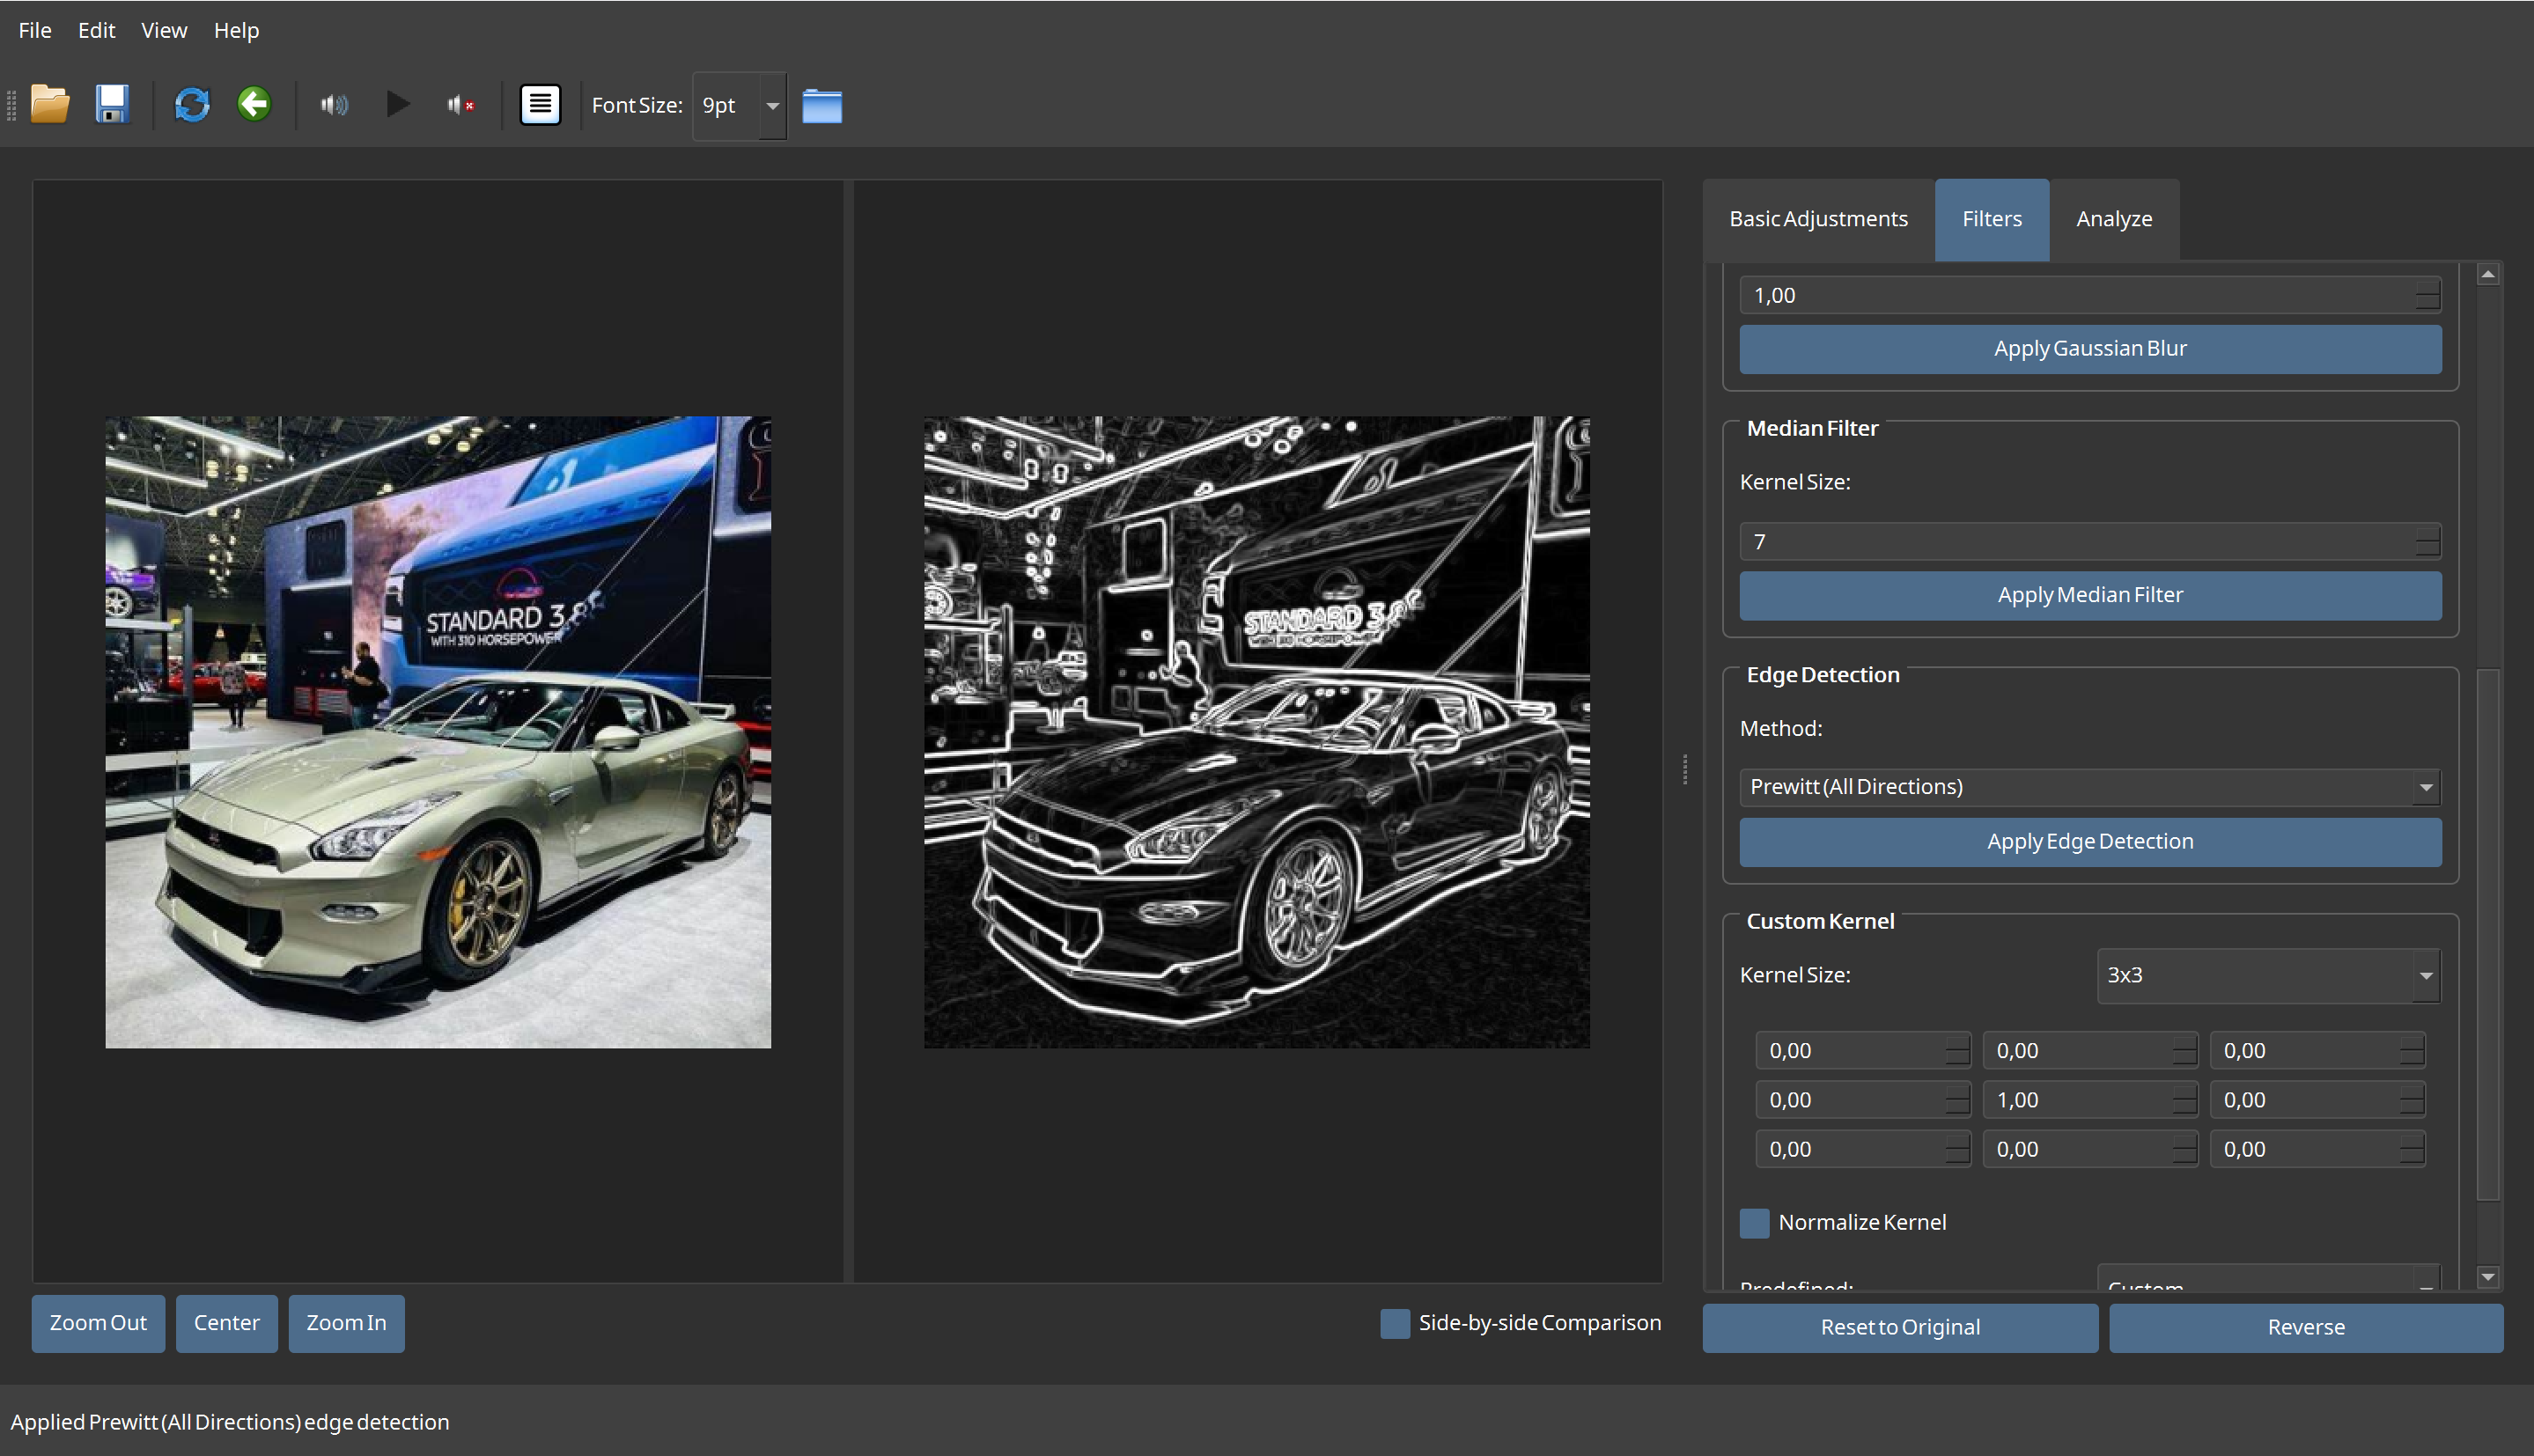 File Edit View Help
Font Size: 9pt
Basic Adjustments Filters Analyze
1,00
Apply Gaussian Blur
Median Filter
Kernel Size:
7
Apply Median Filter
Edge Detection
Method:
Prewitt (All Directions)
Apply Edge Detection
Custom Kernel
Kernel Size: 3x3
0,00 0,00 0,00
0,00 1,00 0,00
0,00 0,00 0,00
Normalize Kernel
Predefined: Custom
STANDARD 3.8
WITH 310 HORSEPOWER
STANDARD 3.8
Zoom Out Center Zoom In
Side-by-side Comparison
Reset to Original Reverse
Applied Prewitt (All Directions) edge detection